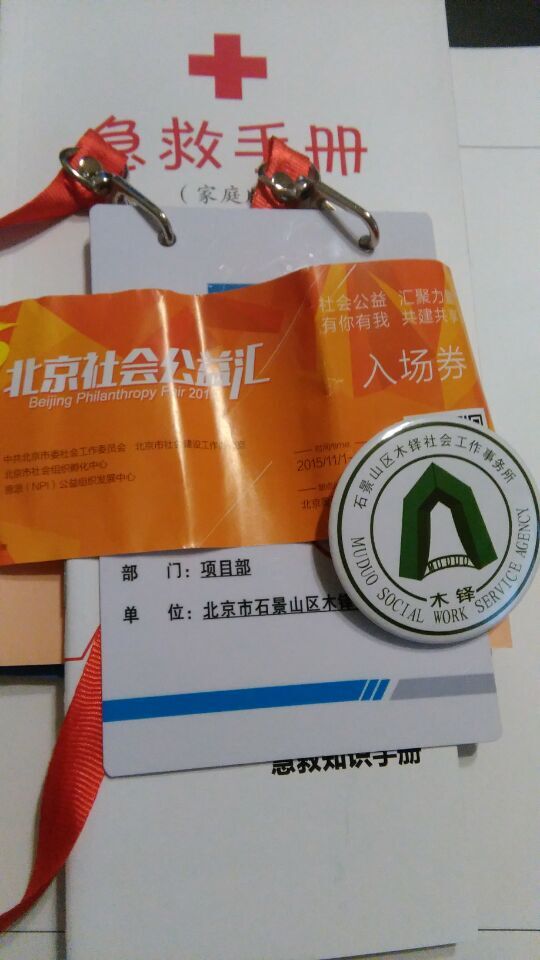 急救手册
（家庭
社会公益 汇聚力
有你有我 共建共享
入场券
北京社会公益汇
Beijing Philanthropy Fair 201
中共北京市委社会工作委员会 北京市社会建设工作
北京市社会组织孵化中心
恩派（NPI）公益组织发展中心
时间/time
2015/11/1
石景山区木铎社会工作事务所
木铎
MUDUO SOCIAL WORK SERVICE AGENCY
部 门：项目部
单 位：北京市石景山区木铎
急救知识手册